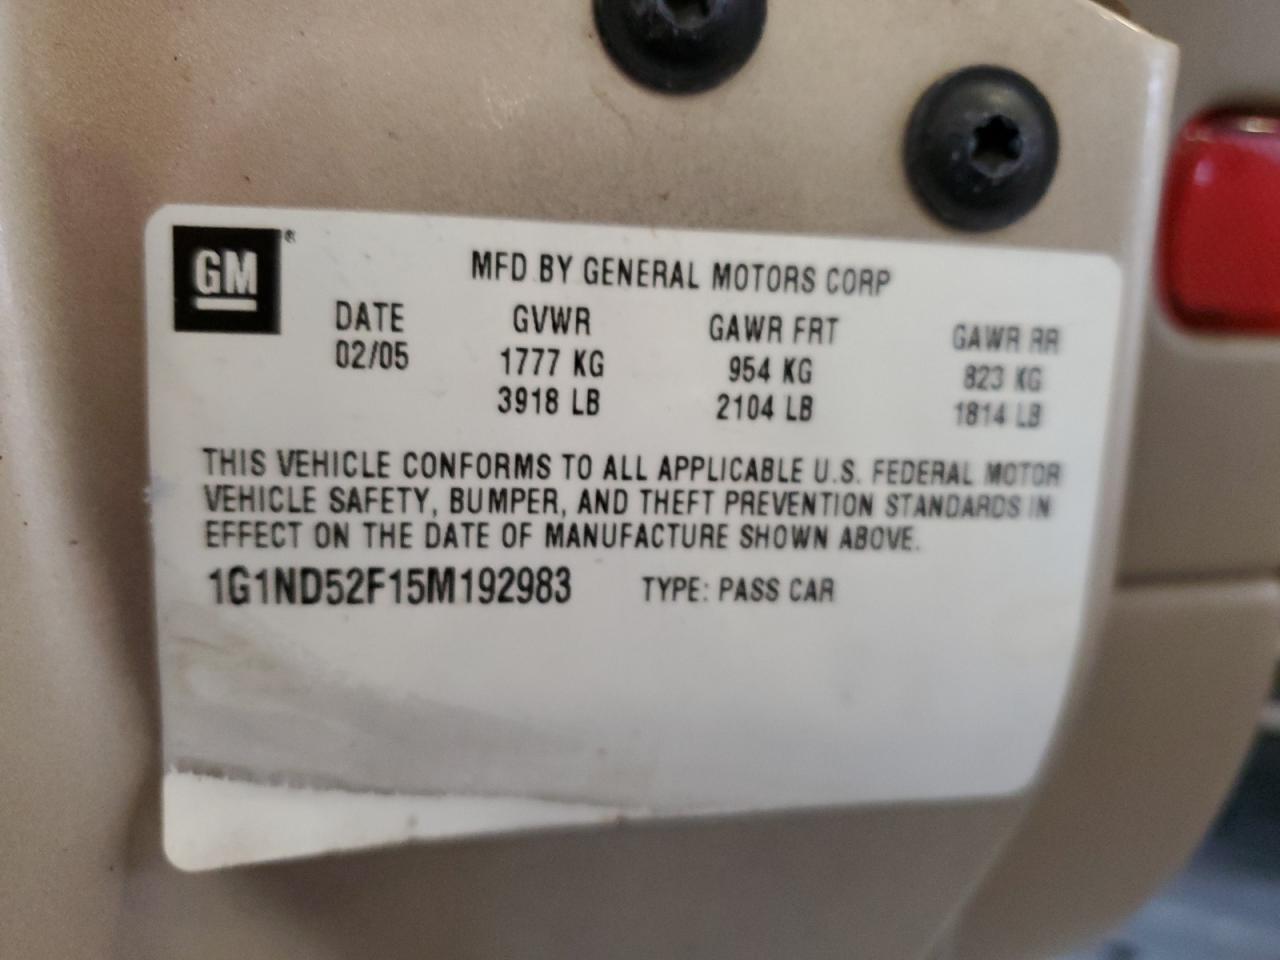 GM®
MFD BY GENERAL MOTORS CORP
DATE GVWR GAWR FRT GAWR RR
02/05 1777 KG 954 KG 823 KG
3918 LB 2104 LB 1814 LB
THIS VEHICLE CONFORMS TO ALL APPLICABLE U.S. FEDERAL MOTOR
VEHICLE SAFETY, BUMPER, AND THEFT PREVENTION STANDARDS IN
EFFECT ON THE DATE OF MANUFACTURE SHOWN ABOVE.
1G1ND52F15M192983 TYPE: PASS CAR